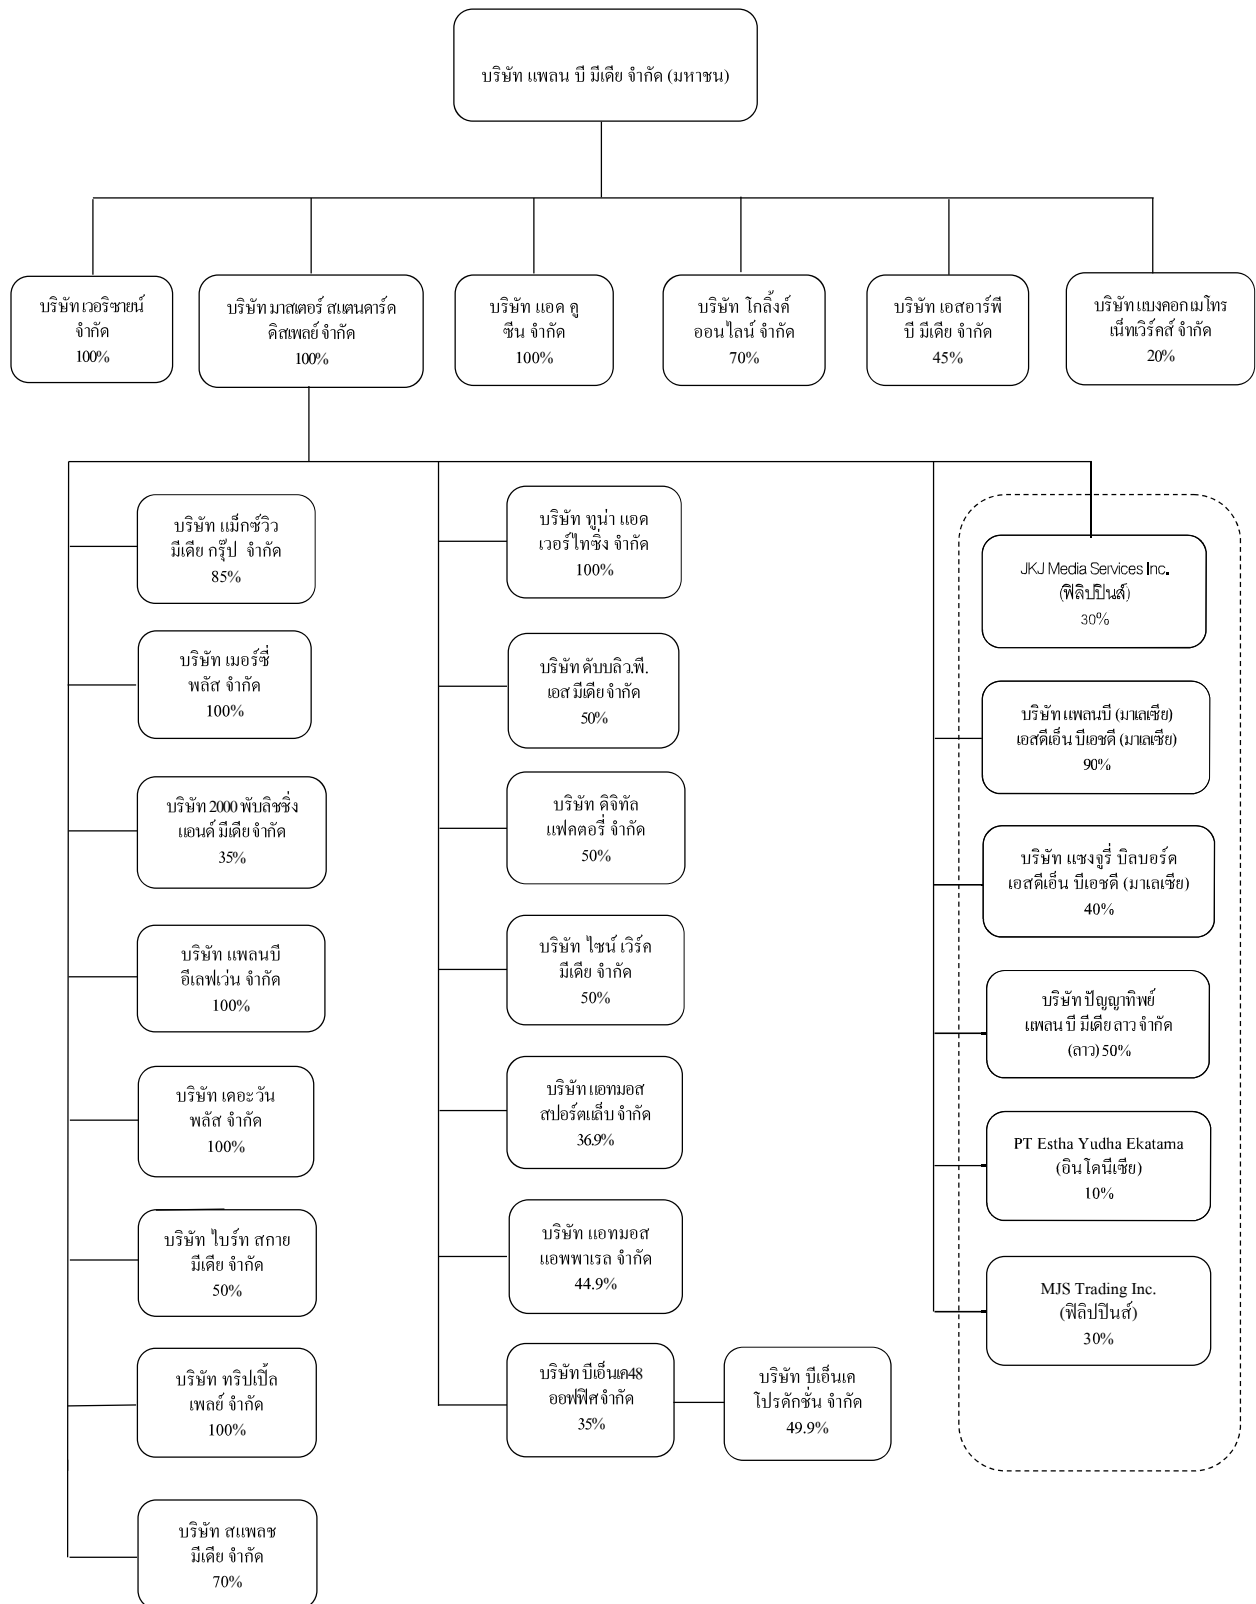 บริษัท แพลน บี มีเดีย จำกัด (มหาชน)
บริษัท เวอริซายน์
จำกัด
100%
บริษัท มาสเตอร์ สแตนดาร์ด
ดิสเพลย์ จำกัด
100%
บริษัท แอด คู
ซีน จำกัด
100%
บริษัท โกลิ้งค์
ออนไลน์ จำกัด
70%
บริษัท เอสอาร์พี
บี มีเดีย จำกัด
45%
บริษัท แบงคอก เมโทร
เน็ทเวิร์คส์ จำกัด
20%
บริษัท แม็กซ์วิว
มีเดีย กรุ๊ป จำกัด
85%
บริษัท เมอร์ซี่
พลัส จำกัด
100%
บริษัท 2000 พับลิชชิ่ง
แอนด์ มีเดีย จำกัด
35%
บริษัท แพลนบี
อีเลฟเว่น จำกัด
100%
บริษัท เดอะ วัน
พลัส จำกัด
100%
บริษัท ไบร์ท สกาย
มีเดีย จำกัด
50%
บริษัท ทริปเปิ้ล
เพลย์ จำกัด
100%
บริษัท สแพลช
มีเดีย จำกัด
70%
บริษัท ทูน่า แอด
เวอร์ไทซิ่ง จำกัด
100%
บริษัท ดับบลิว.พี.
เอส มีเดีย จำกัด
50%
บริษัท ดิจิทัล
แฟคตอรี่ จำกัด
50%
บริษัท ไซน์ เวิร์ค
มีเดีย จำกัด
50%
บริษัท แอทมอส
สปอร์ตแล็บ จำกัด
36.9%
บริษัท แอทมอส
แอพพาเรล จำกัด
44.9%
บริษัท บีเอ็นเค48
ออฟฟิศ จำกัด
35%
บริษัท บีเอ็นเค
โปรดักชั่น จำกัด
49.9%
JKJ Media Services Inc.
(ฟิลิปปินส์)
30%
บริษัท แพลนบี (มาเลเซีย)
เอสดีเอ็น บีเอชดี (มาเลเซีย)
90%
บริษัท แซงจูรี่ บิลบอร์ด
เอสดีเอ็น บีเอชดี (มาเลเซีย)
40%
บริษัท ปัญญาทิพย์
แพลน บี มีเดีย ลาว จำกัด
(ลาว) 50%
PT Estha Yudha Ekatama
(อินโดนีเซีย)
10%
MJS Trading Inc.
(ฟิลิปปินส์)
30%